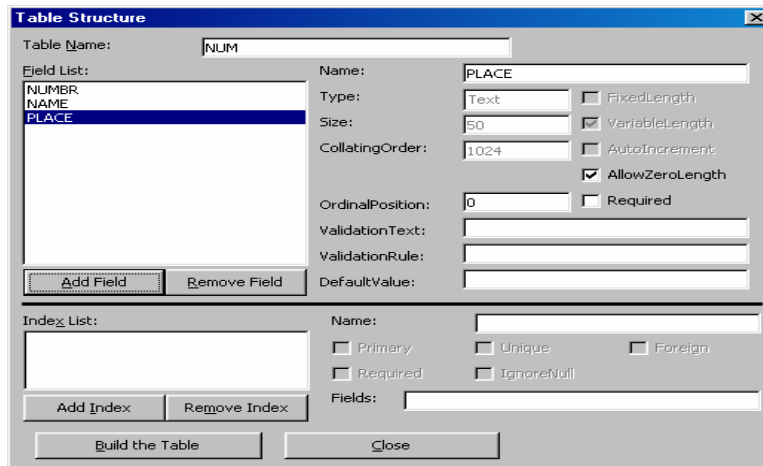 Table Structure
Table Name: NUM
Field List:
NUMBR
NAME
PLACE
Add Field Remove Field
Name: PLACE
Type: Text FixedLength
Size: 50 VariableLength
CollatingOrder: 1024 AutoIncrement
AllowZeroLength
OrdinalPosition: 0 Required
ValidationText:
ValidationRule:
DefaultValue:
Index List:
Add Index Remove Index
Name:
Primary Unique Foreign
Required IgnoreNull
Fields:
Build the Table Close